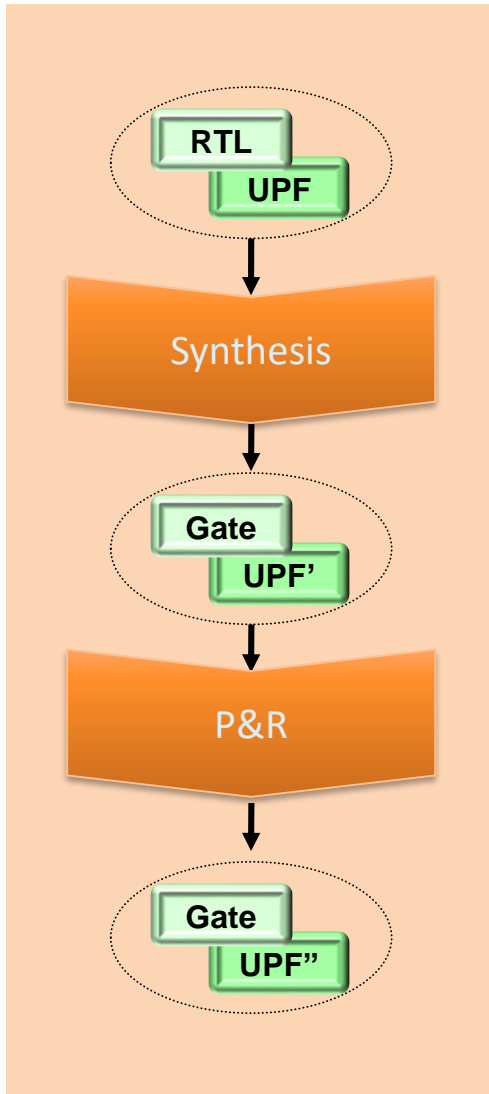 RTL
UPF
Synthesis
Gate
UPF’
P&R
Gate
UPF”